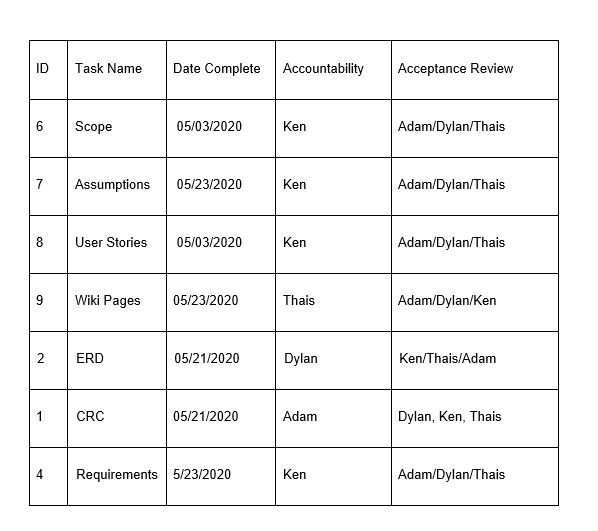 ID Task Name Date Complete Accountability Acceptance Review
6 Scope 05/03/2020 Ken Adam/Dylan/Thais
7 Assumptions 05/23/2020 Ken Adam/Dylan/Thais
8 User Stories 05/03/2020 Ken Adam/Dylan/Thais
9 Wiki Pages 05/23/2020 Thais Adam/Dylan/Ken
2 ERD 05/21/2020 Dylan Ken/Thais/Adam
1 CRC 05/21/2020 Adam Dylan, Ken, Thais
4 Requirements 5/23/2020 Ken Adam/Dylan/Thais